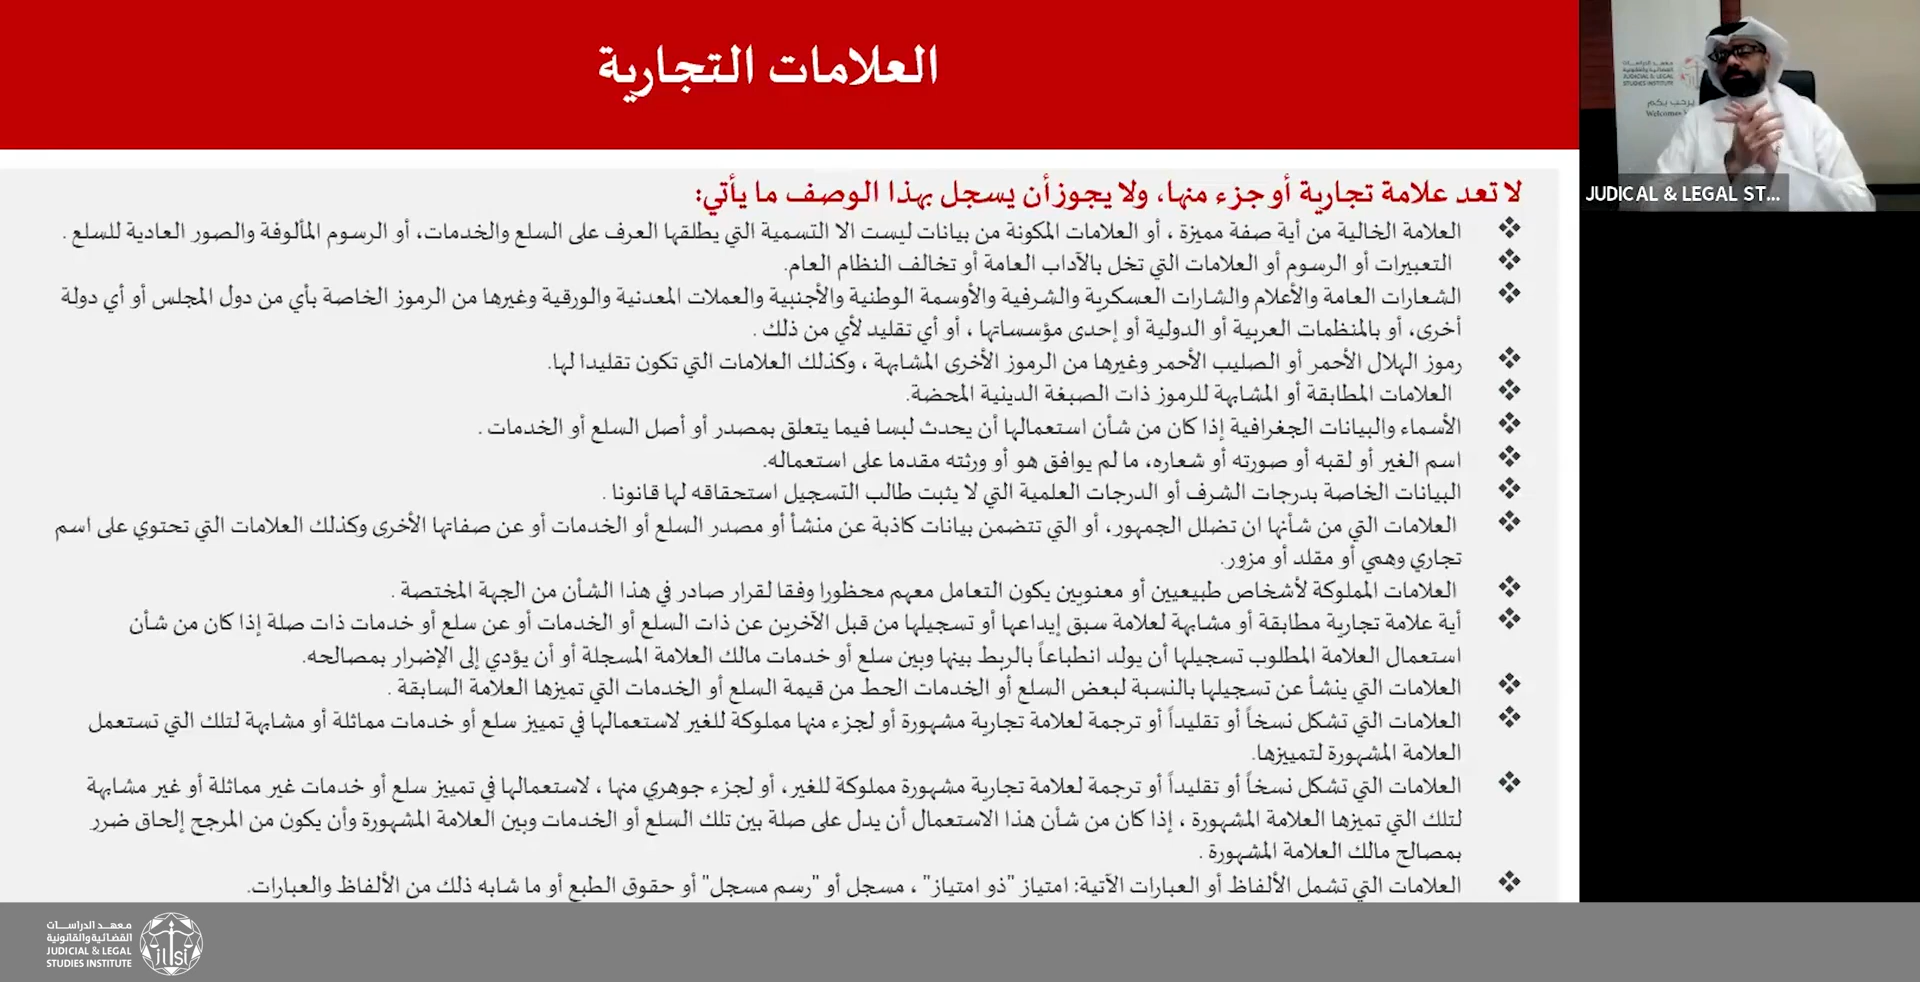 العلامات التجارية
لا تعد علامة تجارية أو جزء منها، ولا يجوز أن يسجل بهذا الوصف ما يأتي:
❖ العلامة الخالية من أية صفة مميزة ، أو العلامات المكونة من بيانات ليست الا التسمية التي يطلقها العرف على السلع والخدمات، أو الرسوم المألوفة والصور العادية للسلع .
❖ التعبيرات أو الرسوم أو العلامات التي تخل بالآداب العامة أو تخالف النظام العام.
❖ الشعارات العامة والأعلام والشارات العسكرية والشرفية والأوسمة الوطنية والأجنبية والعملات المعدنية والورقية وغيرها من الرموز الخاصة بأي من دول المجلس أو أي دولة
أخرى، أو بالمنظمات العربية أو الدولية أو إحدى مؤسساتها ، أو أي تقليد لأي من ذلك .
❖ رموز الهلال الأحمر أو الصليب الأحمر وغيرها من الرموز الأخرى المشابهة ، وكذلك العلامات التي تكون تقليدا لها.
❖ العلامات المطابقة أو المشابهة للرموز ذات الصبغة الدينية المحضة.
❖ الأسماء والبيانات الجغرافية إذا كان من شأن استعمالها أن يحدث لبسا فيما يتعلق بمصدر أو أصل السلع أو الخدمات .
❖ اسم الغير أو لقبه أو صورته أو شعاره، ما لم يوافق هو أو ورثته مقدما على استعماله.
❖ البيانات الخاصة بدرجات الشرف أو الدرجات العلمية التي لا يثبت طالب التسجيل استحقاقه لها قانونا .
❖ العلامات التي من شأنها ان تضلل الجمهور، أو التي تتضمن بيانات كاذبة عن منشأ أو مصدر السلع أو الخدمات أو عن صفاتها الأخرى وكذلك العلامات التي تحتوي على اسم
تجاري وهمي أو مقلد أو مزور.
❖ العلامات المملوكة لأشخاص طبيعيين أو معنويين يكون التعامل معهم محظورا وفقا لقرار صادر في هذا الشأن من الجهة المختصة .
❖ أية علامة تجارية مطابقة أو مشابهة لعلامة سبق إيداعها أو تسجيلها من قبل الآخرين عن ذات السلع أو الخدمات أو عن سلع أو خدمات ذات صلة إذا كان من شأن
استعمال العلامة المطلوب تسجيلها أن يولد انطباعاً بالربط بينها وبين سلع أو خدمات مالك العلامة المسجلة أو أن يؤدي إلى الإضرار بمصالحه.
❖ العلامات التي ينشأ عن تسجيلها بالنسبة لبعض السلع أو الخدمات الحط من قيمة السلع أو الخدمات التي تميزها العلامة السابقة .
❖ العلامات التي تشكل نسخاً أو تقليداً أو ترجمة لعلامة تجارية مشهورة أو لجزء منها مملوكة للغير لاستعمالها في تمييز سلع أو خدمات مماثلة أو مشابهة لتلك التي تستعمل
العلامة المشهورة لتمييزها.
❖ العلامات التي تشكل نسخاً أو تقليداً أو ترجمة لعلامة تجارية مشهورة مملوكة للغير، أو لجزء جوهري منها ، لاستعمالها في تمييز سلع أو خدمات غير مماثلة أو غير مشابهة
لتلك التي تميزها العلامة المشهورة ، إذا كان من شأن هذا الاستعمال أن يدل على صلة بين تلك السلع أو الخدمات وبين العلامة المشهورة وأن يكون من المرجح إلحاق ضرر
بمصالح مالك العلامة المشهورة .
❖ العلامات التي تشمل الألفاظ أو العبارات الآتية: امتياز "ذو امتياز" ، مسجل أو "رسم مسجل" أو حقوق الطبع أو ما شابه ذلك من الألفاظ والعبارات.
معهد الدراسات
القضائية والقانونية
JUDICIAL & LEGAL
STUDIES INSTITUTE
يرحب بكم
Welcomes
JUDICAL & LEGAL ST...
معهد الدراسات
القضائية والقانونية
JUDICIAL & LEGAL
STUDIES INSTITUTE
jlsi